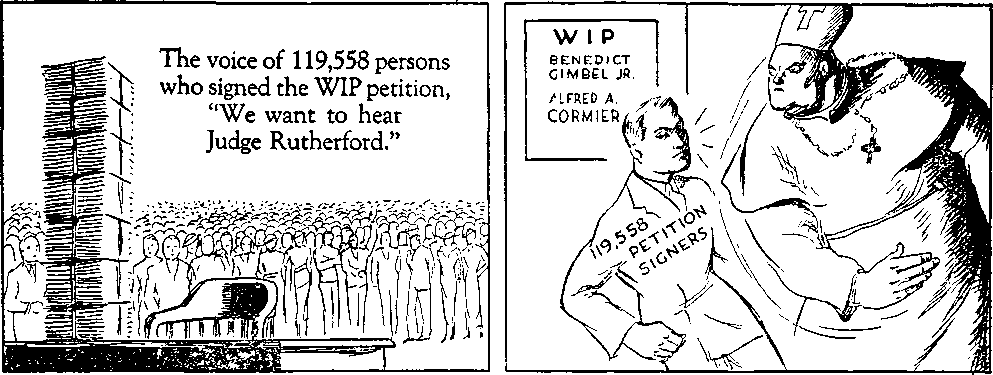 The voice of 119,558 persons
who signed the WIP petition,
"We want to hear
Judge Rutherford."
WIP
BENEDICT
GIMBEL JR.
ALFRED A.
CORMIER
119,558
PETITION
SIGNERS